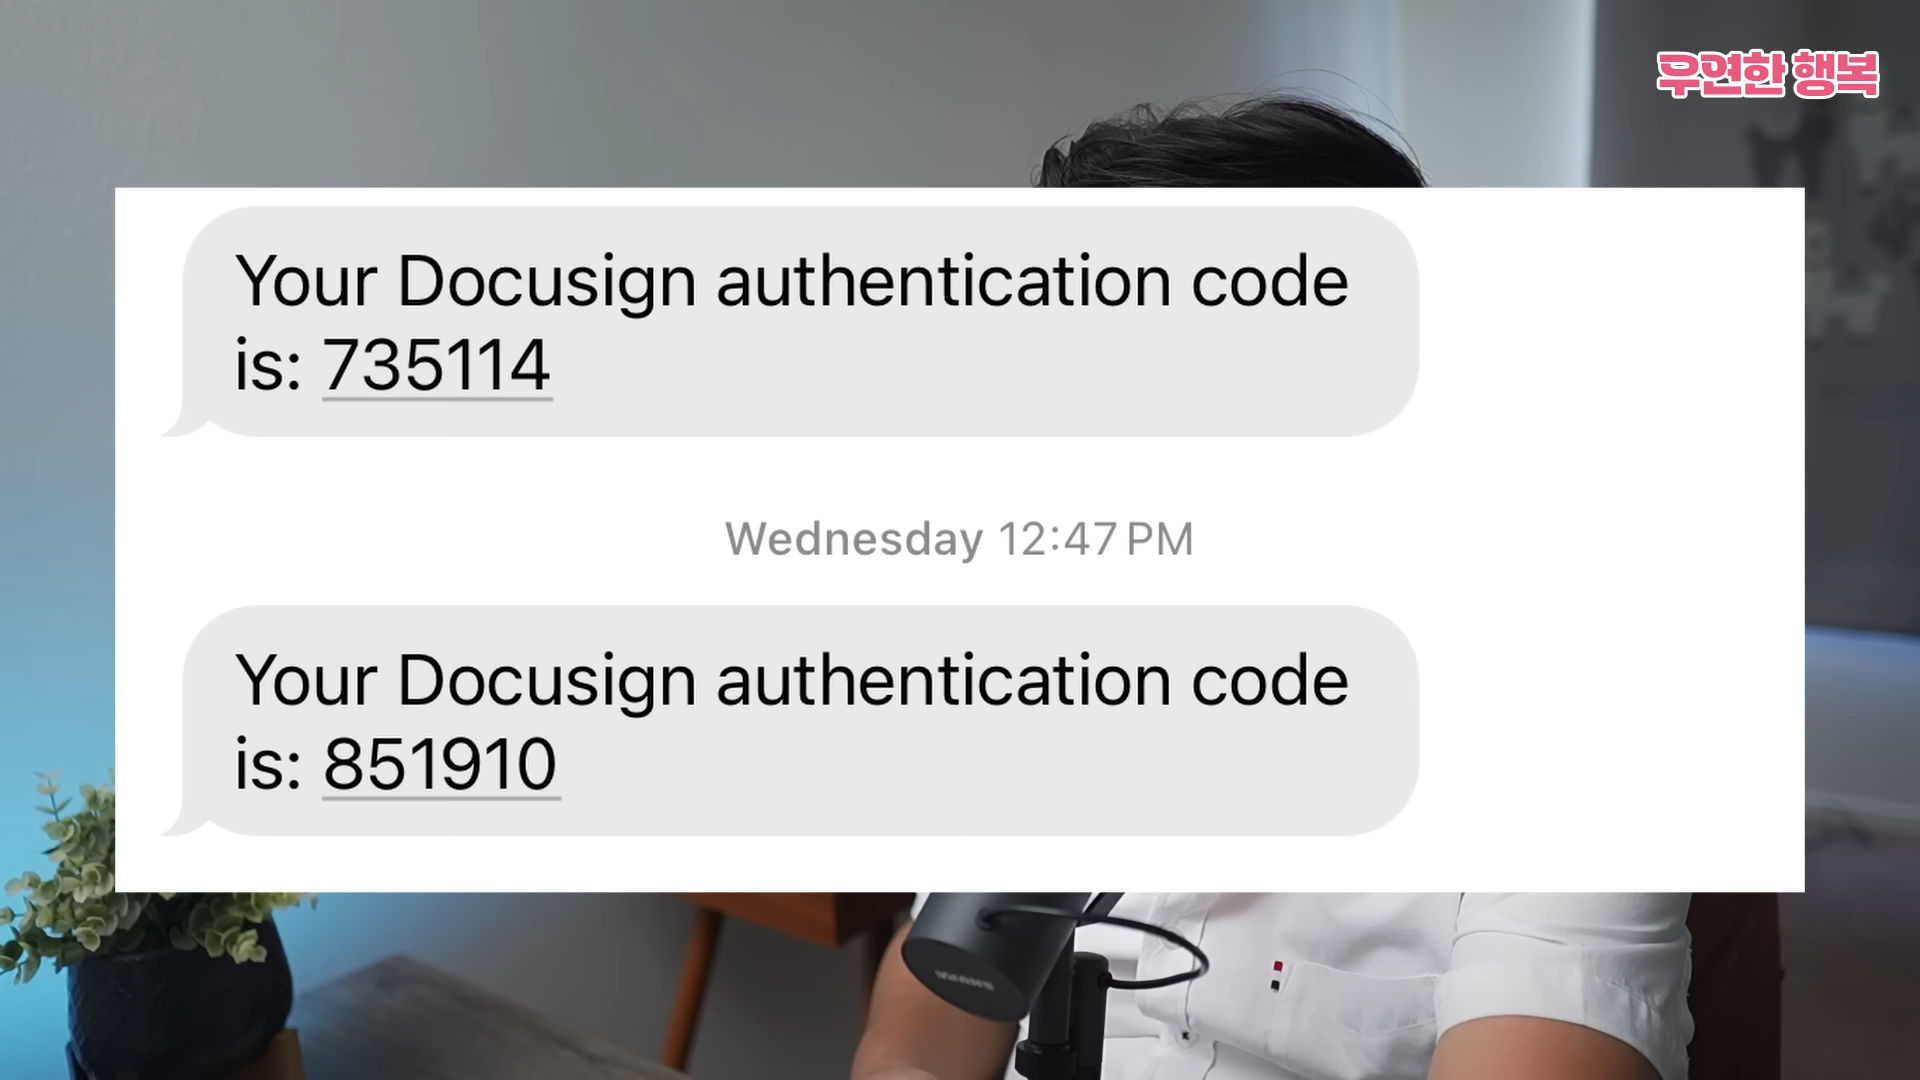 우연한 행복
Your Docusign authentication code
is: 735114
Wednesday 12:47 PM
Your Docusign authentication code
is: 851910